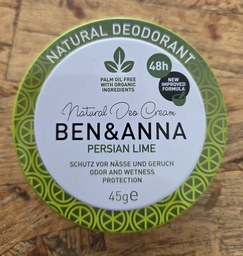 NATURAL DEODORANT
PALM OIL FREE
WITH ORGANIC
INGREDIENTS
48h
NEW
IMPROVED
FORMULA
Natural Deo Cream
BEN&ANNA
PERSIAN LIME
SCHUTZ VOR NÄSSE UND GERUCH
ODOR AND WETNESS
PROTECTION
45g℮